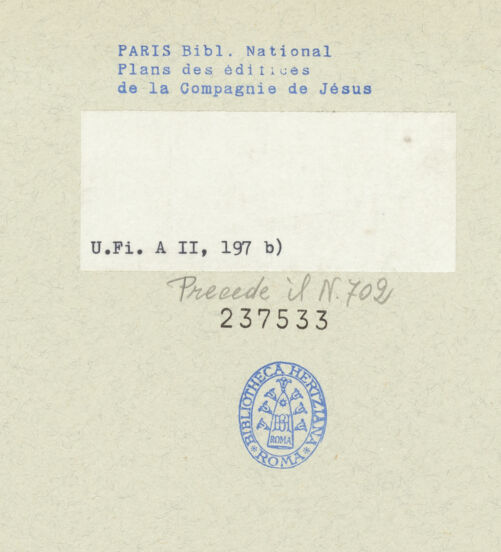 PARIS Bibl. National
Plans des édifices
de la Compagnie de Jésus
U.Fi. A II, 197 b)
Precede il N. 702
237533
BIBLIOTHECA HERTZIANA
ROMA
* ROMA *